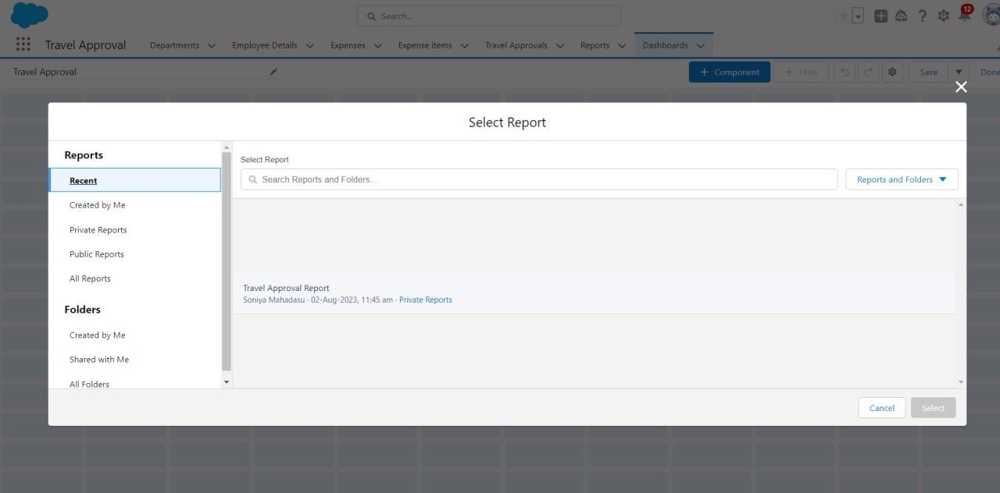 Search...
12
Travel Approval
Departments
Employee Details
Expenses
Expense items
Travel Approvals
Reports
Dashboards
Travel Approval
+ Component
+ Filter
Save
Done
Select Report
Reports
Recent
Created by Me
Private Reports
Public Reports
All Reports
Folders
Created by Me
Shared with Me
All Folders
Select Report
Search Reports and Folders...
Reports and Folders
Travel Approval Report
Soniya Mahadasu · 02-Aug-2023, 11:45 am · Private Reports
Cancel
Select